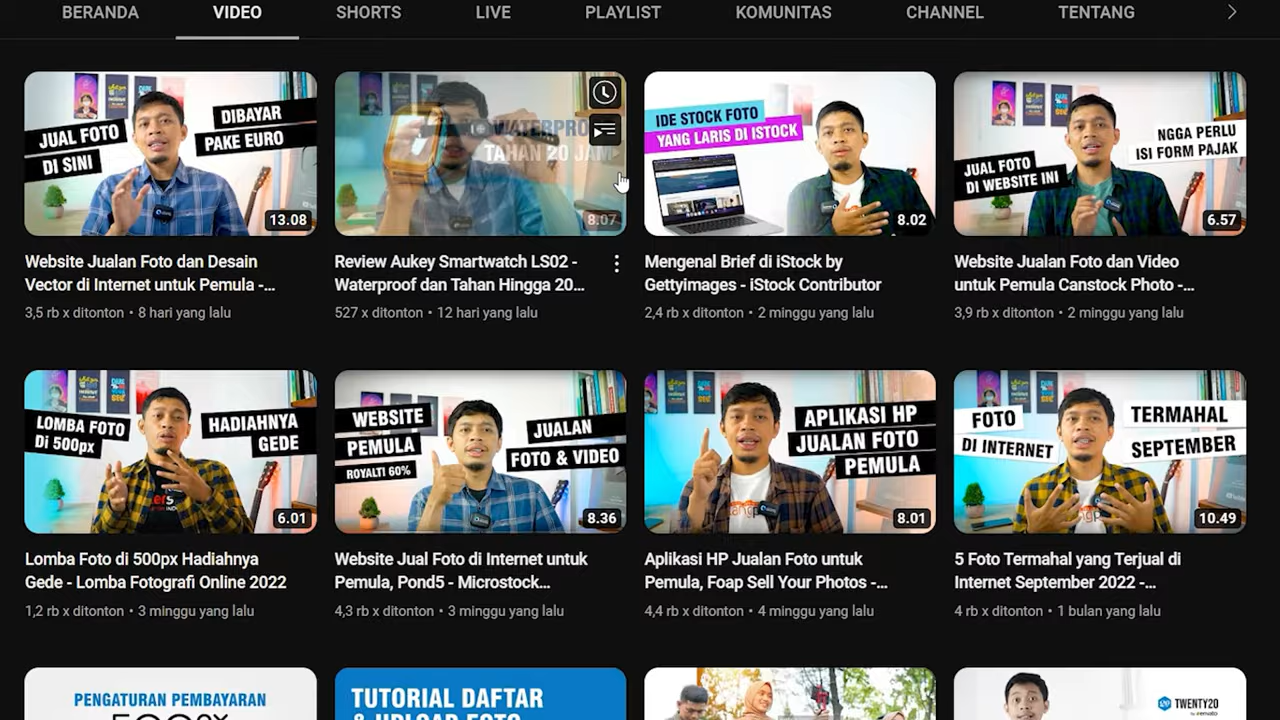 BERANDA
VIDEO
SHORTS
LIVE
PLAYLIST
KOMUNITAS
CHANNEL
TENTANG
JUAL FOTO
DI SINI
DIBAYAR
PAKE EURO
13.08
TAHAN 20 JAM
8.07
IDE STOCK FOTO
YANG LARIS DI ISTOCK
8.02
JUAL FOTO
DI WEBSITE INI
NGGA PERLU
ISI FORM PAJAK
6.57
Website Jualan Foto dan Desain
Vector di Internet untuk Pemula -...
3,5 rb x ditonton • 8 hari yang lalu
Review Aukey Smartwatch LS02 -
Waterproof dan Tahan Hingga 20...
527 x ditonton • 12 hari yang lalu
Mengenal Brief di iStock by
Gettyimages - iStock Contributor
2,4 rb x ditonton • 2 minggu yang lalu
Website Jualan Foto dan Video
untuk Pemula Canstock Photo -...
3,9 rb x ditonton • 2 minggu yang lalu
LOMBA FOTO
Di 500px
HADIAHNYA
GEDE
6.01
WEBSITE
PEMULA
ROYALTI 60%
JUALAN
FOTO & VIDEO
8.36
APLIKASI HP
JUALAN FOTO
PEMULA
8.01
FOTO
DI INTERNET
TERMAHAL
SEPTEMBER
10.49
Lomba Foto di 500px Hadiahnya
Gede - Lomba Fotografi Online 2022
1,2 rb x ditonton • 3 minggu yang lalu
Website Jual Foto di Internet untuk
Pemula, Pond5 - Microstock...
4,3 rb x ditonton • 3 minggu yang lalu
Aplikasi HP Jualan Foto untuk
Pemula, Foap Sell Your Photos -...
4,4 rb x ditonton • 4 minggu yang lalu
5 Foto Termahal yang Terjual di
Internet September 2022 -...
4 rb x ditonton • 1 bulan yang lalu
PENGATURAN PEMBAYARAN
500px
TUTORIAL DAFTAR
& UPLOAD FOTO
TWENTY20